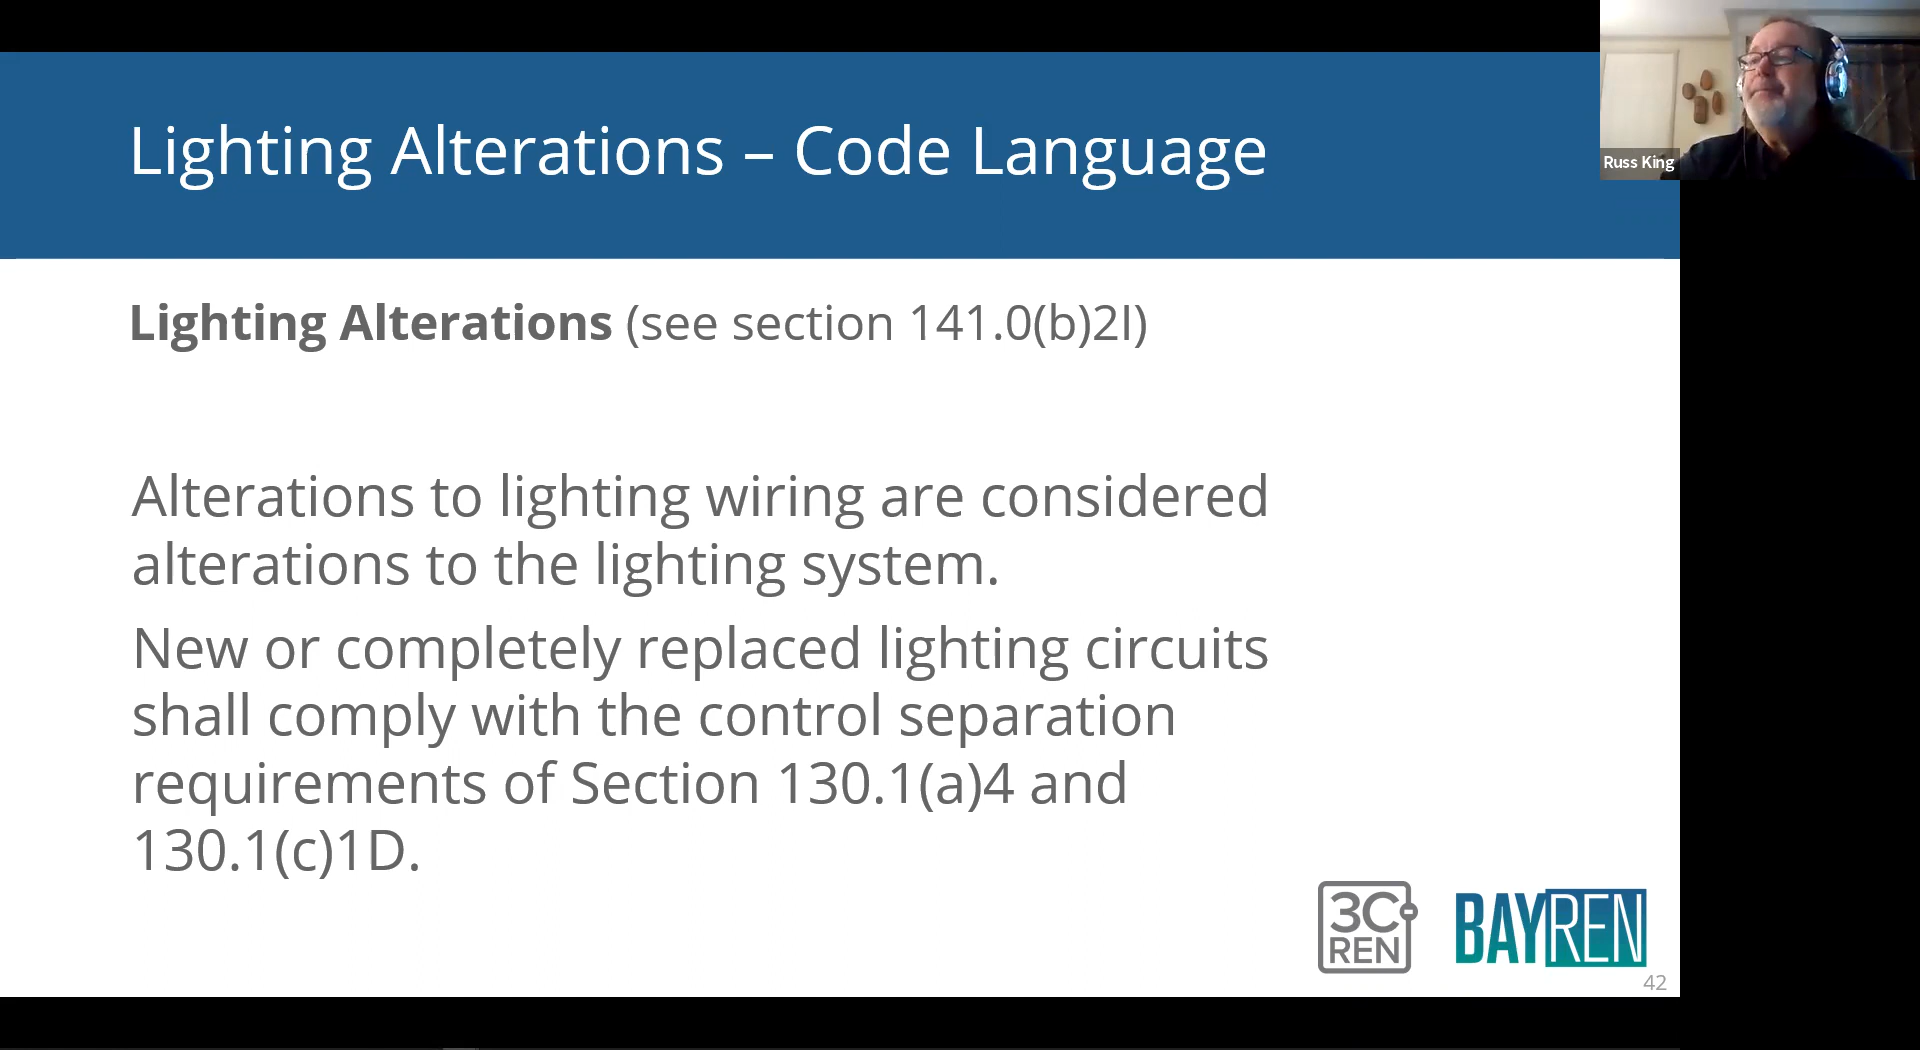 Lighting Alterations – Code Language
Russ King
Lighting Alterations (see section 141.0(b)2I)
Alterations to lighting wiring are considered
alterations to the lighting system.
New or completely replaced lighting circuits
shall comply with the control separation
requirements of Section 130.1(a)4 and
130.1(c)1D.
3C
REN
BAYREN
42